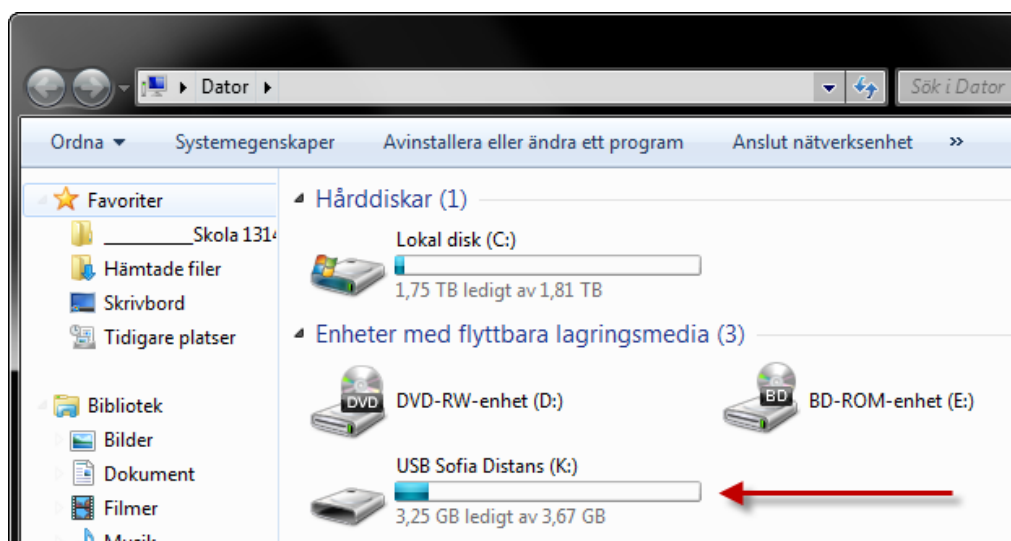 Dator
Sök i Dator
Ordna Systemegenskaper Avinstallera eller ändra ett program Anslut nätverksenhet »
Favoriter
_________Skola 1314
Hämtade filer
Skrivbord
Tidigare platser
Bibliotek
Bilder
Dokument
Filmer
Musik
Hårddiskar (1)
Lokal disk (C:)
1,75 TB ledigt av 1,81 TB
Enheter med flyttbara lagringsmedia (3)
DVD
DVD-RW-enhet (D:)
BD
BD-ROM-enhet (E:)
USB Sofia Distans (K:)
3,25 GB ledigt av 3,67 GB